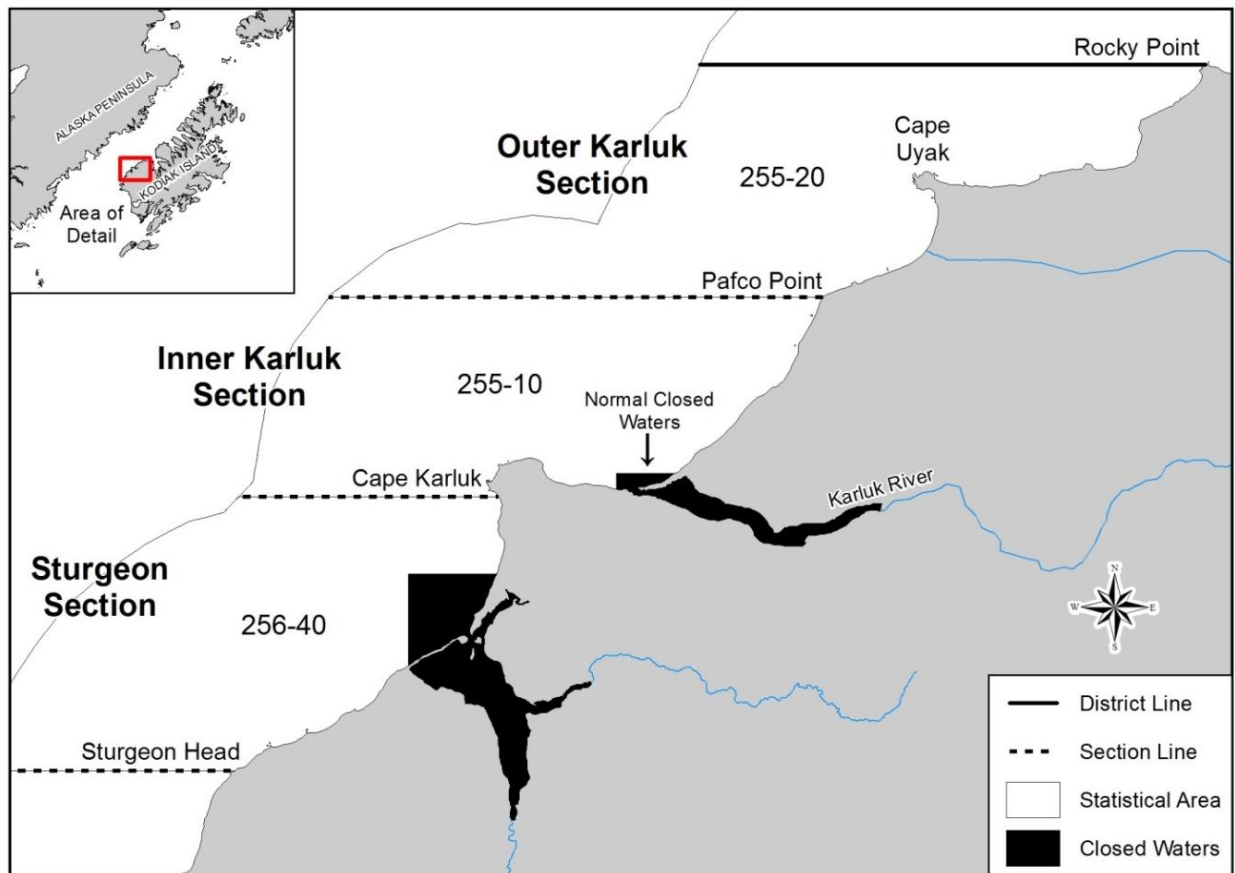 ALASKA PENINSULA
KODIAK ISLAND
Area of
Detail
Rocky Point
Cape
Uyak
Outer Karluk
Section
255-20
Pafco Point
Inner Karluk
Section
255-10
Normal Closed
Waters
Cape Karluk
Karluk River
Sturgeon
Section
256-40
Sturgeon Head
N
W
E
S
District Line
Section Line
Statistical Area
Closed Waters